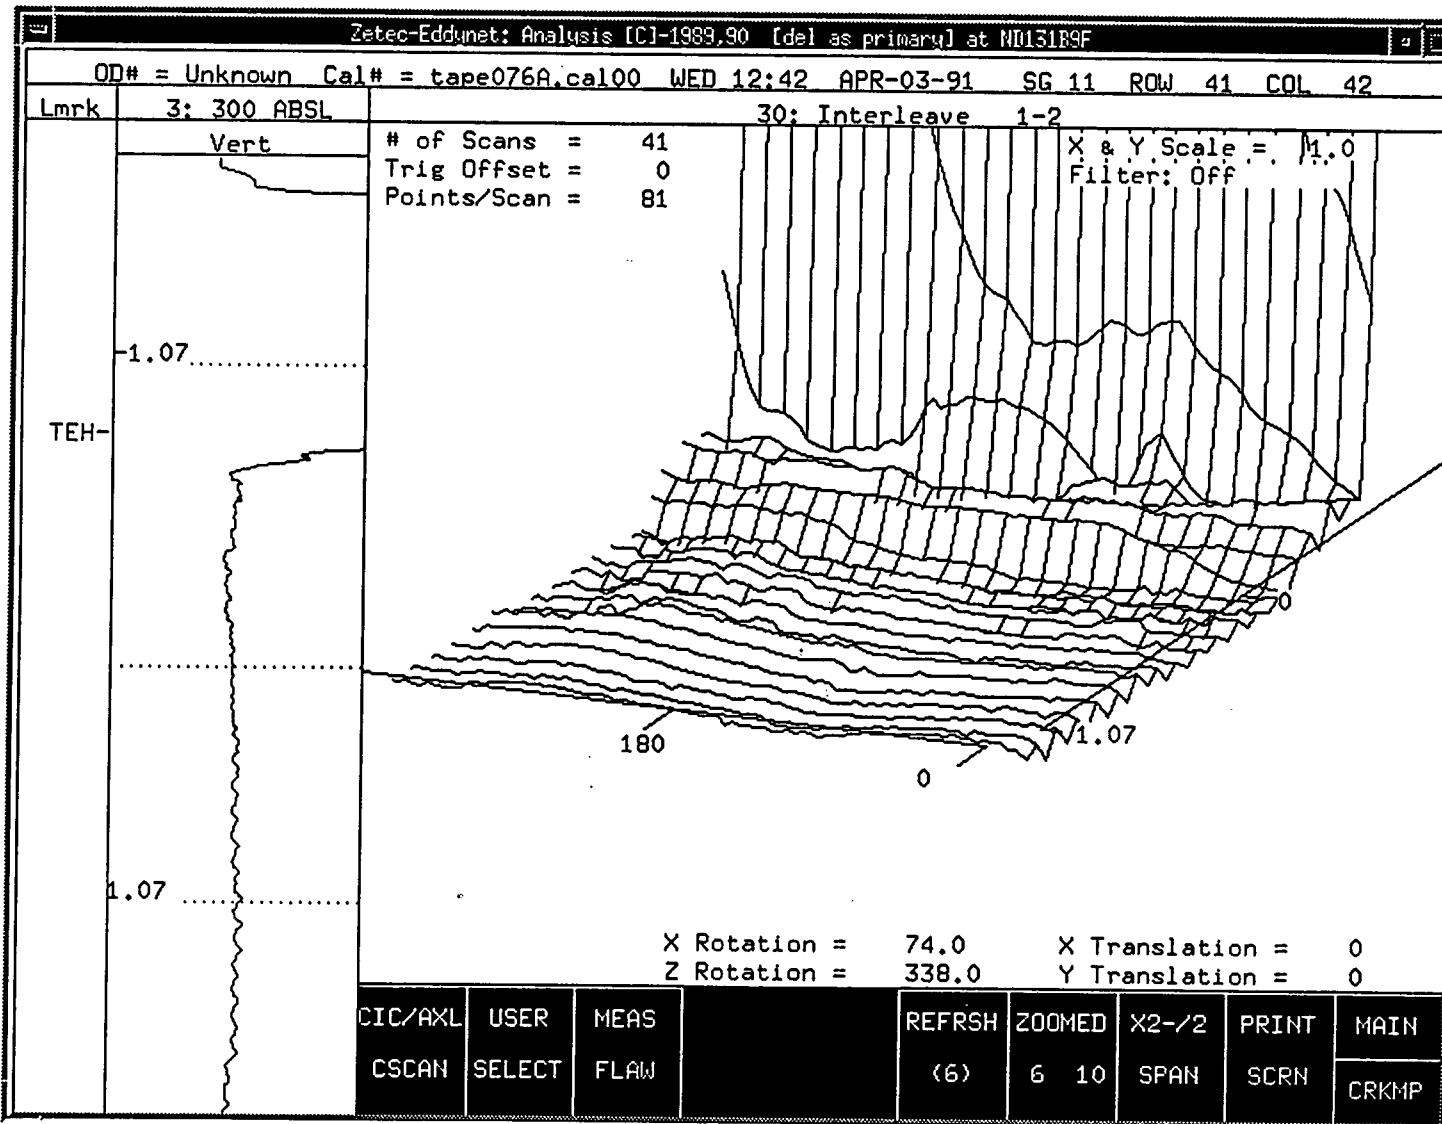 Zetec-Eddynet: Analysis [C]-1989,90 [del as primary] at ND131B9F
OD# = Unknown Cal# = tape076A.cal00 WED 12:42 APR-03-91 SG 11 ROW 41 COL 42
Lmrk 3: 300 ABSL 30: Interleave 1-2
Vert
# of Scans = 41
Trig Offset = 0
Points/Scan = 81
X & Y Scale = 1.0
Filter: Off
-1.07
TEH-
0
180
1.07
0
1.07
X Rotation = 74.0 X Translation = 0
Z Rotation = 338.0 Y Translation = 0
CIC/AXL USER MEAS REFRSH ZOOMED X2-/2 PRINT MAIN
CSCAN SELECT FLAW (6) 6 10 SPAN SCRN CRKMP